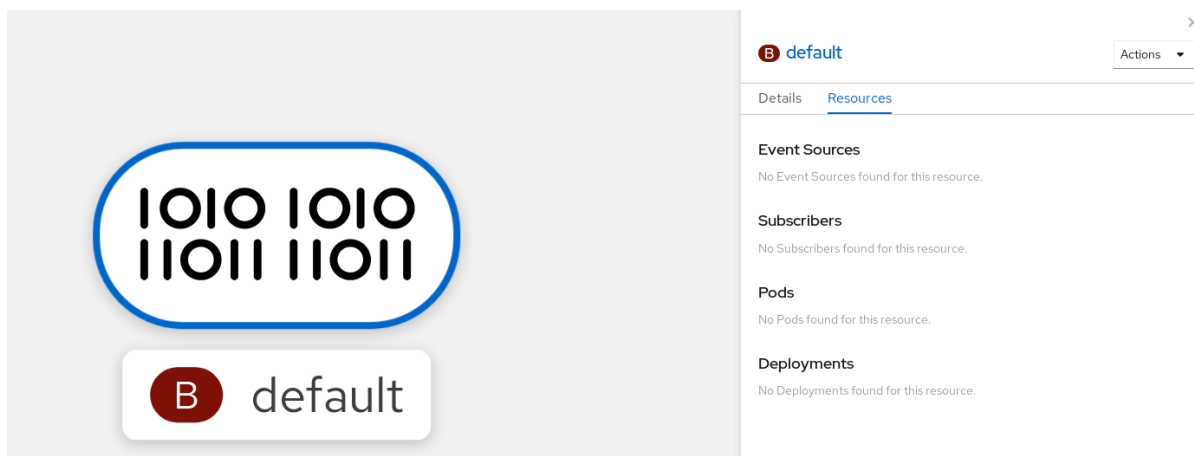 1010 1010
11011 11011
B default
B default
Actions
Details Resources
Event Sources
No Event Sources found for this resource.
Subscribers
No Subscribers found for this resource.
Pods
No Pods found for this resource.
Deployments
No Deployments found for this resource.